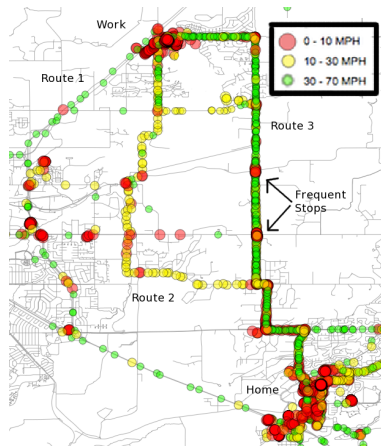 Work
0 - 10 MPH
10 - 30 MPH
30 - 70 MPH
Route 1
Route 3
Frequent
Stops
Route 2
Home